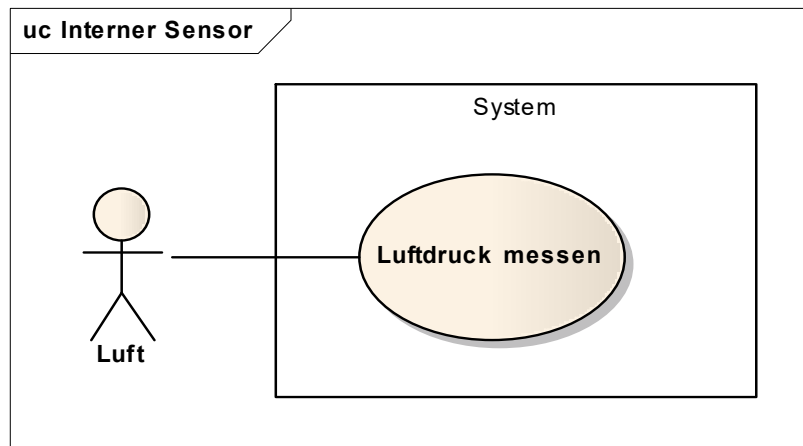 uc Interner Sensor
System
Luftdruck messen
Luft